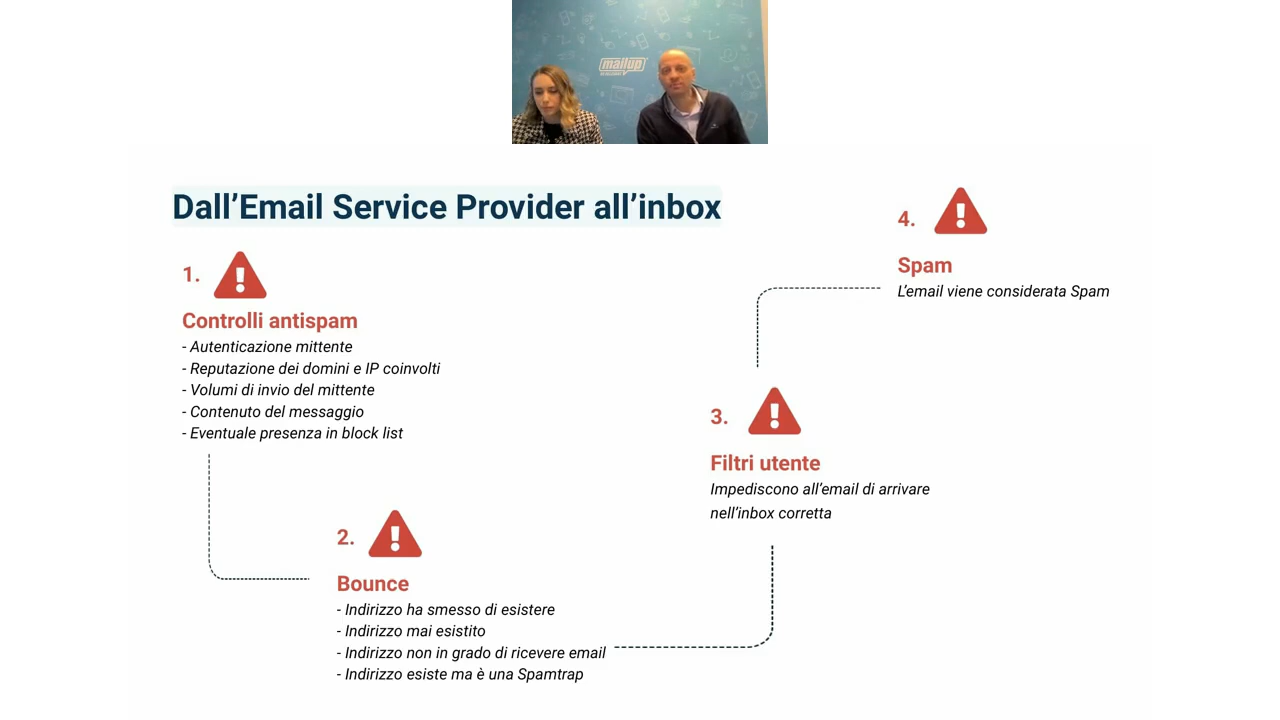 mailup
Dall’Email Service Provider all’inbox
1.
Controlli antispam
- Autenticazione mittente
- Reputazione dei domini e IP coinvolti
- Volumi di invio del mittente
- Contenuto del messaggio
- Eventuale presenza in block list
2.
Bounce
- Indirizzo ha smesso di esistere
- Indirizzo mai esistito
- Indirizzo non in grado di ricevere email
- Indirizzo esiste ma è una Spamtrap
3.
Filtri utente
Impediscono all’email di arrivare
nell’inbox corretta
4.
Spam
L’email viene considerata Spam